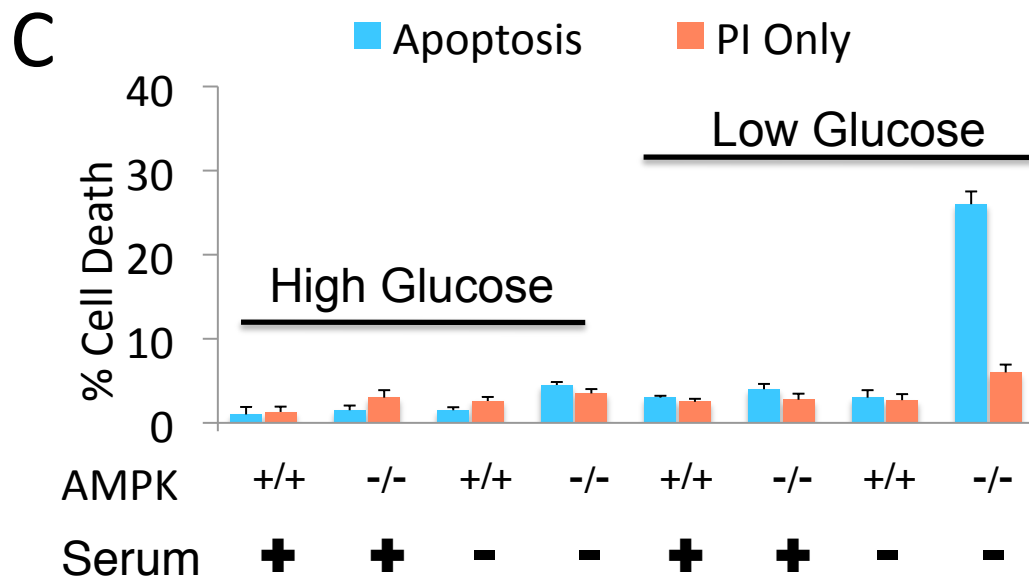 C
Apoptosis PI Only
% Cell Death
40
30
20
10
0
Low Glucose
High Glucose
AMPK +/+ -/- +/+ -/- +/+ -/- +/+ -/-
Serum + + - - + + - -